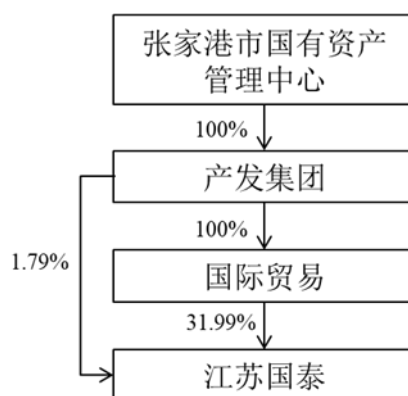 张家港市国有资产
管理中心
100%
产发集团
100%
1.79%
国际贸易
31.99%
江苏国泰